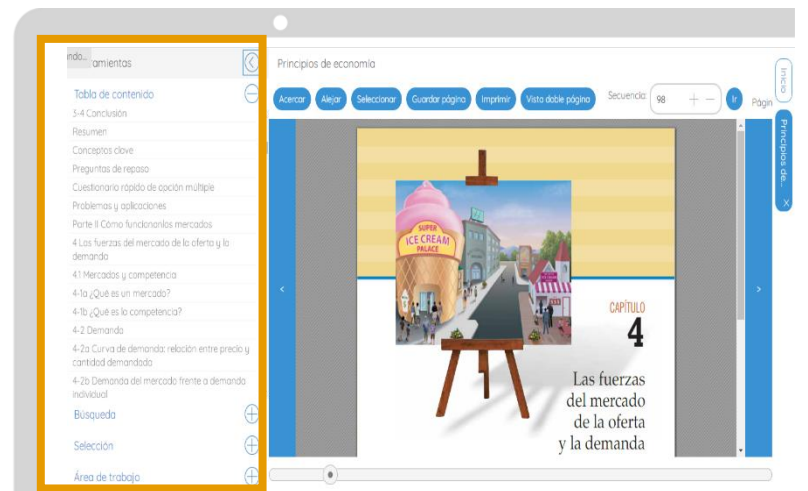 ndo...
amientas
Tabla de contenido
3-4 Conclusión
Resumen
Conceptos clave
Preguntas de repaso
Cuestionario rápido de opción múltiple
Problemas y aplicaciones
Parte II Cómo funcionanlos mercados
4 Las fuerzas del mercado de la oferta y la
demanda
4.1 Mercados y competencia
4-1a ¿Qué es un mercado?
4-1b ¿Qué es la competencia?
4-2 Demanda
4-2a Curva de demanda: relación entre precio y
cantidad demandada
4-2b Demanda del mercado frente a demanda
individual
Búsqueda
Selección
Área de trabajo
Principios de economía
Acercar Alejar Seleccionar Guardar página Imprimir Vista doble página Secuencia: 98 Ir Págin
SUPER
ICE CREAM
PALACE
CAPÍTULO
4
Las fuerzas
del mercado
de la oferta
y la demanda
Inicio
Principios de... X